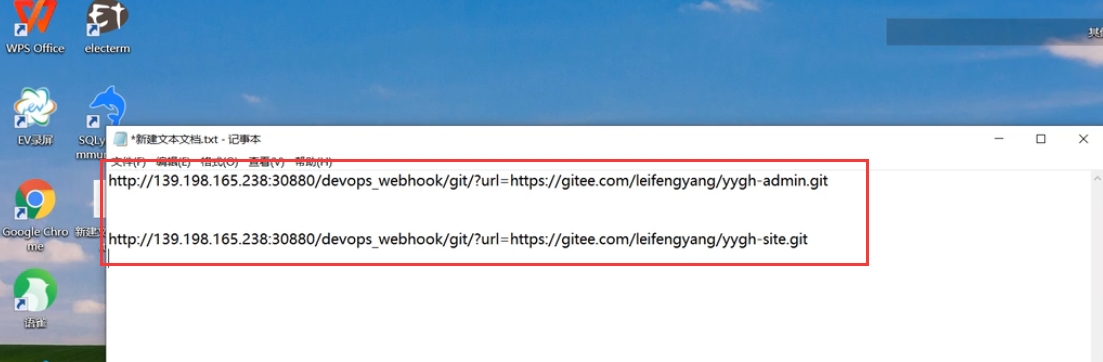 WPS Office
electerm
EV录屏
SQLy
mmu
*新建文本文档.txt - 记事本
文件(F) 编辑(E) 格式(O) 查看(V) 帮助(H)
http://139.198.165.238:30880/devops_webhook/git/?url=https://gitee.com/leifengyang/yygh-admin.git
Google Chro
me
新建
http://139.198.165.238:30880/devops_webhook/git/?url=https://gitee.com/leifengyang/yygh-site.git
语雀